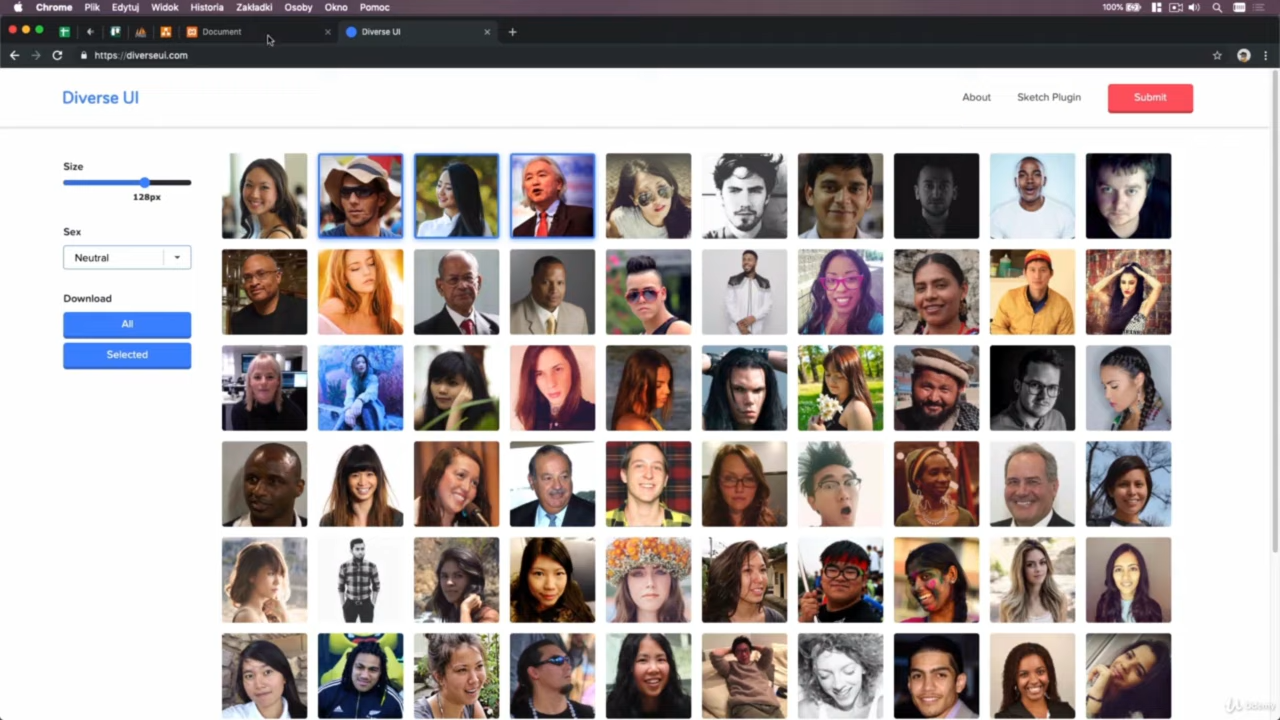 Chrome Plik Edytuj Widok Historia Zakładki Osoby Okno Pomoc 100%
Document Diverse UI
https://diverseui.com
Diverse UI About Sketch Plugin Submit
Size
128px
Sex
Neutral
Download
All
Selected
udemy